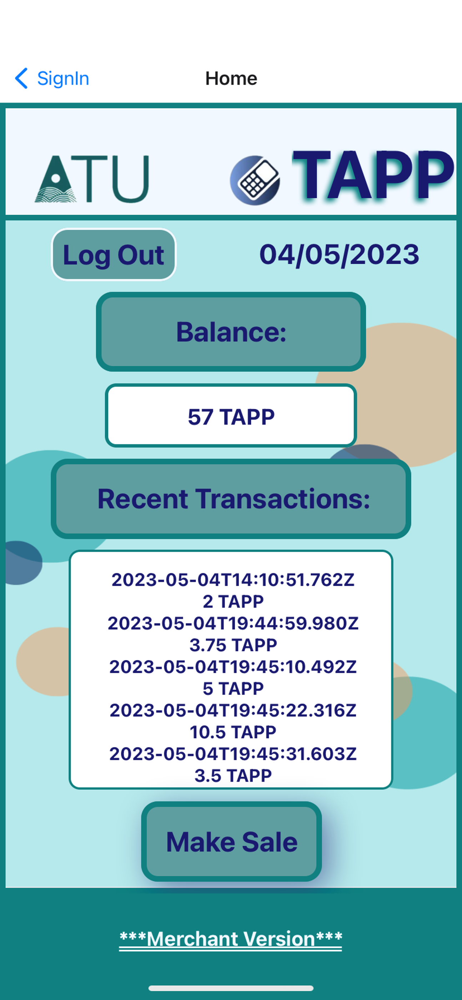 SignIn
Home
ATU
TAPP
Log Out
04/05/2023
Balance:
57 TAPP
Recent Transactions:
2023-05-04T14:10:51.762Z
2 TAPP
2023-05-04T19:44:59.980Z
3.75 TAPP
2023-05-04T19:45:10.492Z
5 TAPP
2023-05-04T19:45:22.316Z
10.5 TAPP
2023-05-04T19:45:31.603Z
3.5 TAPP
Make Sale
***Merchant Version***